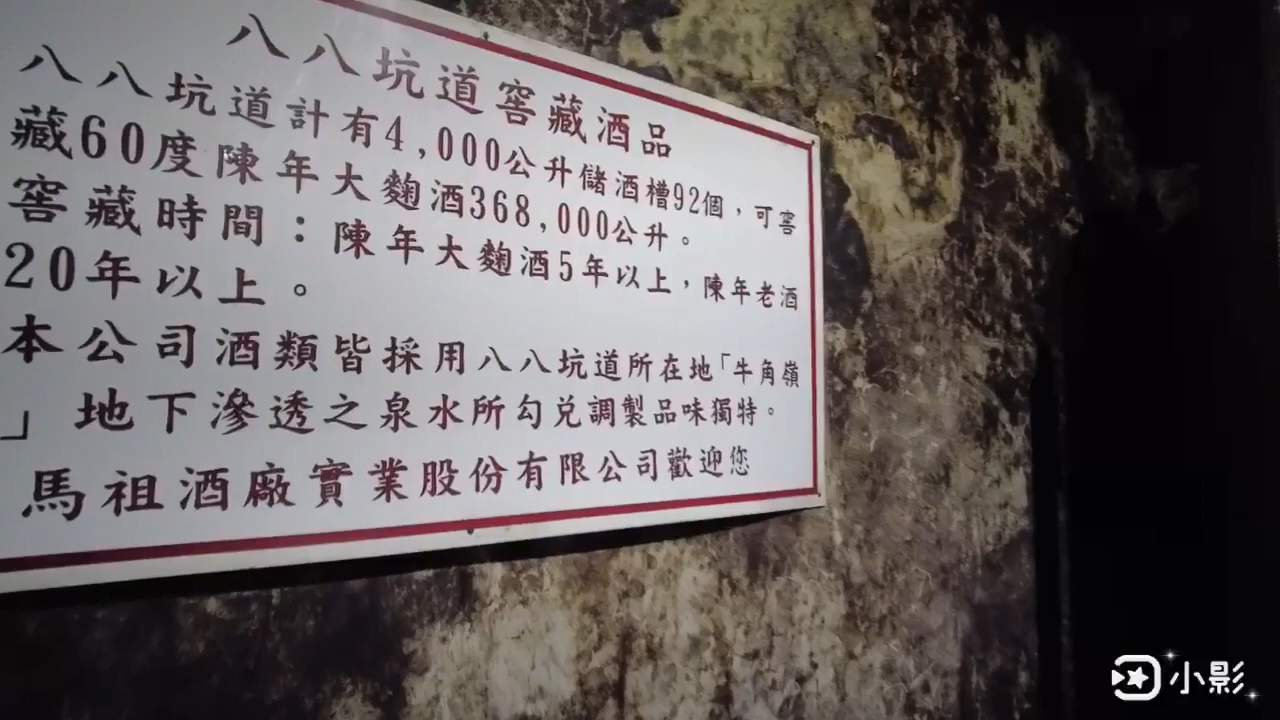 八八坑道窖藏酒品
八八坑道計有4,000公升儲酒槽92個，可窖
藏60度陳年大麴酒368,000公升。
窖藏時間：陳年大麴酒5年以上，陳年老酒
20年以上。
本公司酒類皆採用八八坑道所在地「牛角嶺
」地下滲透之泉水所勾兌調製品味獨特。
馬祖酒廠實業股份有限公司歡迎您
小影